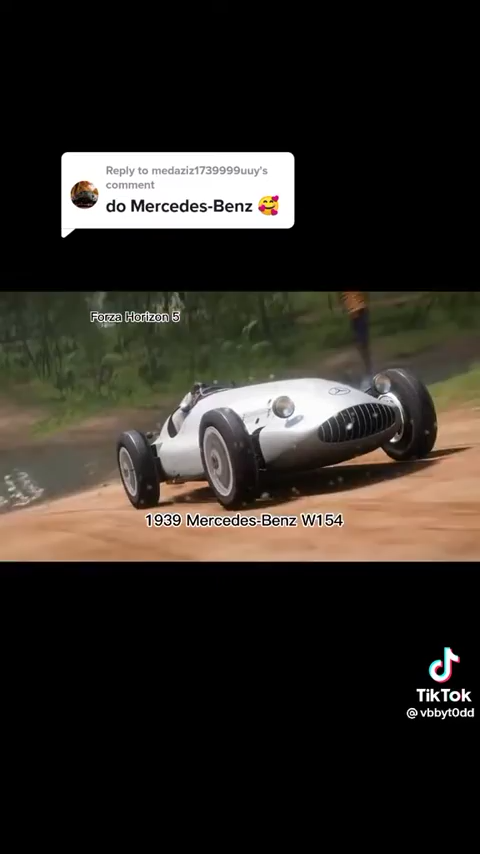 Reply to medaziz1739999uuy's
comment
do Mercedes-Benz 🥰
Forza Horizon 5
1939 Mercedes-Benz W154
TikTok
@vbbyt0dd